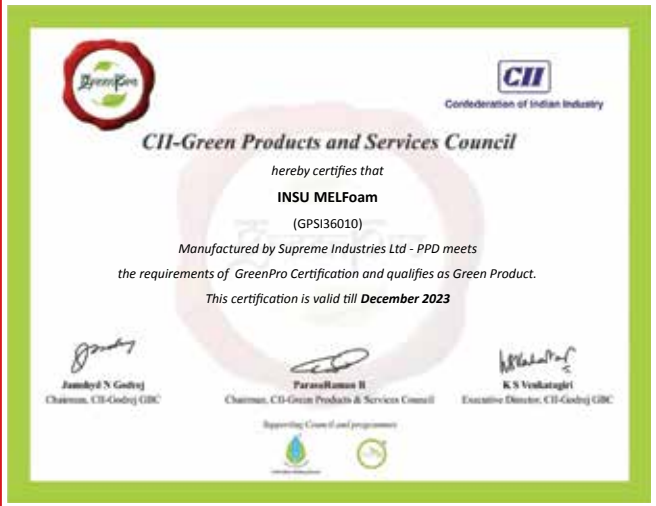 GreenPro
CII
Confederation of Indian Industry
CII-Green Products and Services Council
hereby certifies that
INSU MELFoam
(GPSI36010)
Manufactured by Supreme Industries Ltd - PPD meets
the requirements of GreenPro Certification and qualifies as Green Product.
This certification is valid till December 2023
Jamshyd N Godrej
Chairman, CII-Godrej GBC
ParasuRaman R
Chairman, CII-Green Products & Services Council
K S Venkatagiri
Executive Director, CII-Godrej GBC
Supporting Council and programmes